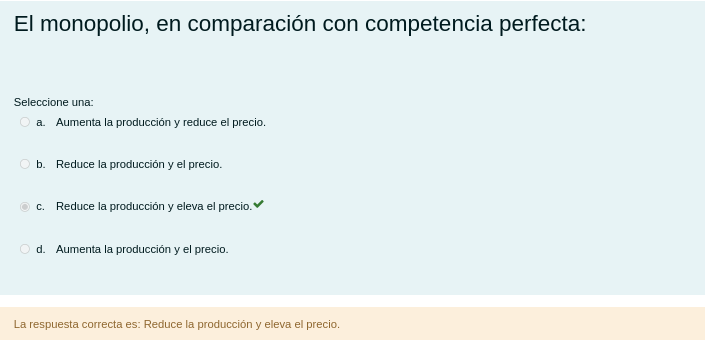 El monopolio, en comparación con competencia perfecta:
Seleccione una:
a. Aumenta la producción y reduce el precio.
b. Reduce la producción y el precio.
c. Reduce la producción y eleva el precio.
d. Aumenta la producción y el precio.
La respuesta correcta es: Reduce la producción y eleva el precio.